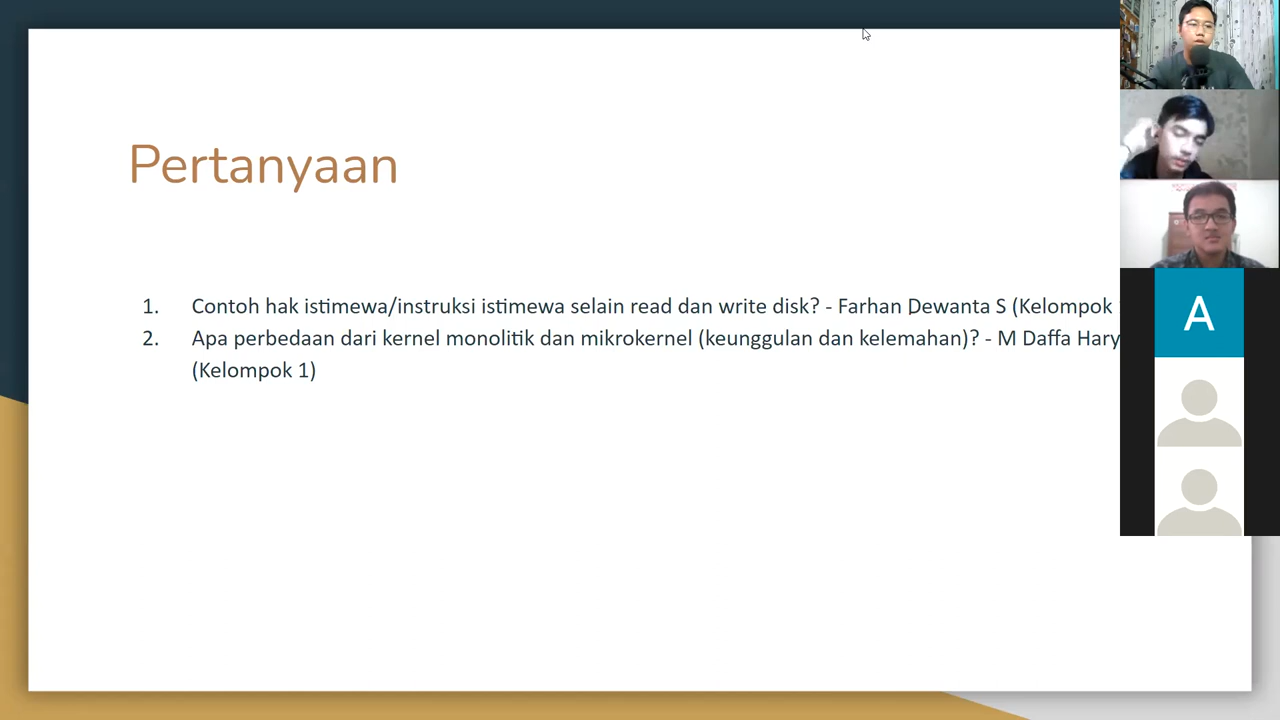 Pertanyaan
1. Contoh hak istimewa/instruksi istimewa selain read dan write disk? - Farhan Dewanta S (Kelompok
2. Apa perbedaan dari kernel monolitik dan mikrokernel (keunggulan dan kelemahan)? - M Daffa Hary
(Kelompok 1)
A